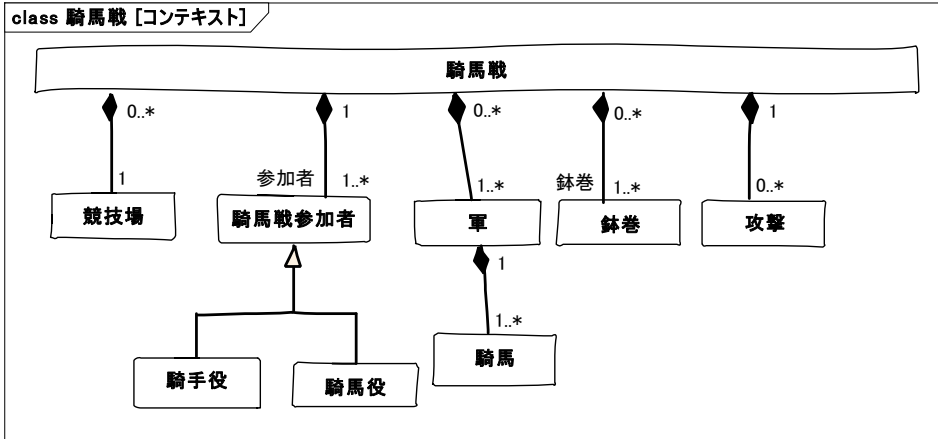 class 騎馬戦 [コンテキスト]
騎馬戦
0..* 1 0..* 0..* 1
参加者 鉢巻
1 1..* 1..* 1..* 0..*
競技場 騎馬戦参加者 軍 鉢巻 攻撃
1
1..*
騎手役 騎馬役 騎馬